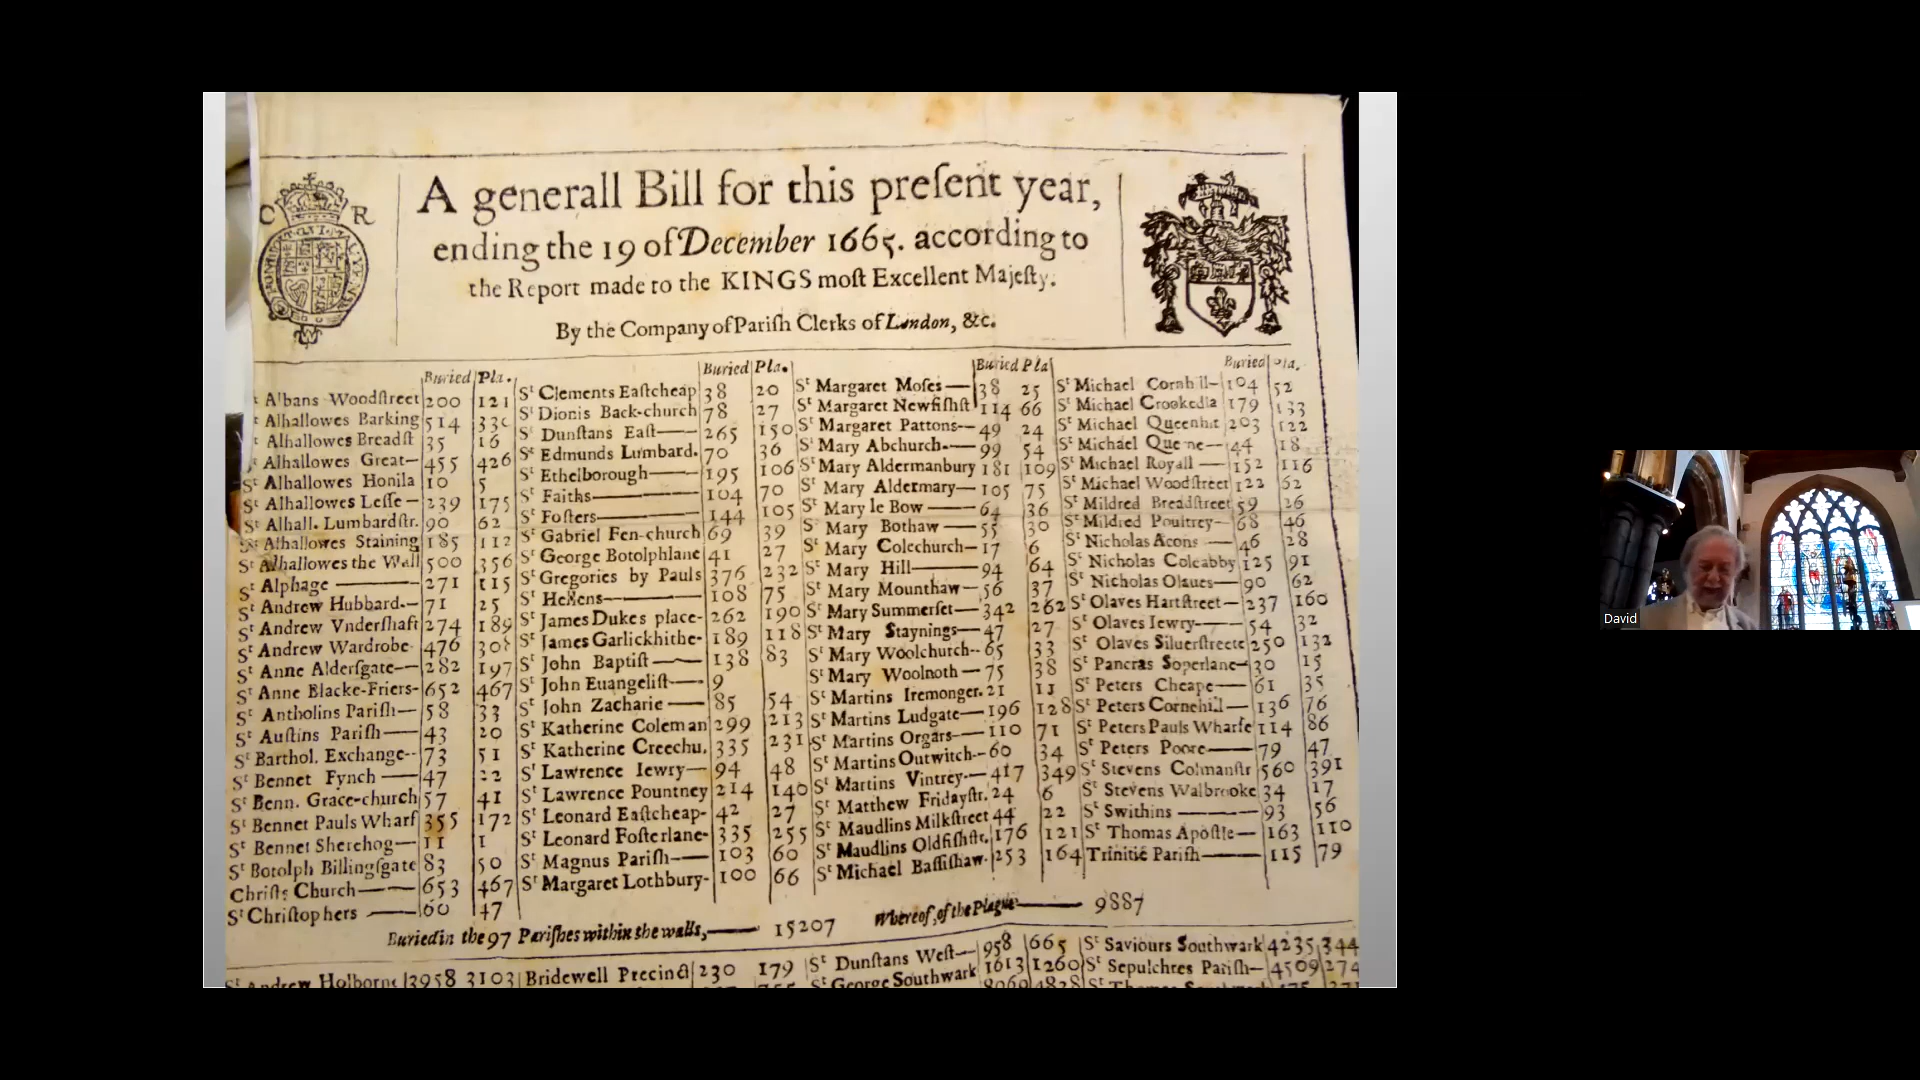 C R
A generall Bill for this preſent year,
ending the 19 of December 1665. according to
the Report made to the KINGS moſt Excellent Majeſty.
By the Company of Pariſh Clerks of London, &c.
Buried Pla.
Albans Woodſtreet 200 121
Alhallowes Barking 514 330
Alhallowes Breadſt 35 16
Sᵗ Alhallowes Great— 455 426
Sᵗ Alhallowes Honila 10 5
Sᵗ Alhallowes Leſſe— 239 175
Sᵗ Alhall. Lumbardſtr. 90 62
Sᵗ Alhallowes Staining 185 112
Sᵗ Alhallowes the Wall 500 356
Sᵗ Alphage — 271 115
Sᵗ Andrew Hubbard.— 71 25
Sᵗ Andrew Vnderſhaft 274 189
Sᵗ Andrew Wardrobe- 476 308
Sᵗ Anne Alderſgate— 282 197
Sᵗ Anne Blacke-Friers- 652 467
Sᵗ Antholins Pariſh— 58 33
Sᵗ Auſtins Pariſh— 43 20
Sᵗ Barthol. Exchange-- 73 51
Sᵗ Bennet Fynch — 47 22
Sᵗ Benn. Grace-church 57 41
Sᵗ Bennet Pauls Wharf 355 172
Sᵗ Bennet Sherehog— 11 1
Sᵗ Botolph Billingſgate 83 50
Chriſts Church— 653 467
Sᵗ Chriſtophers — 60 47
Buried Pla.
Sᵗ Clements Eaſtcheap 38 20
Sᵗ Dionis Back-church 78 27
Sᵗ Dunſtans Eaſt— 265 150
Sᵗ Edmunds Lumbard. 70 36
Sᵗ Ethelborough— 195 106
Sᵗ Faiths— 104 70
Sᵗ Foſters— 144 105
Sᵗ Gabriel Fen-church 69 39
Sᵗ George Botolphlane 41 27
Sᵗ Gregories by Pauls 376 232
Sᵗ Hellens— 108 75
Sᵗ James Dukes place- 262 190
Sᵗ James Garlickhithe- 189 118
Sᵗ John Baptiſt— 138 83
Sᵗ John Euangeliſt— 9
Sᵗ John Zacharie — 85 54
Sᵗ Katherine Coleman 299 213
Sᵗ Katherine Creechu. 335 231
Sᵗ Lawrence Iewry— 94 48
Sᵗ Lawrence Pountney 214 140
Sᵗ Leonard Eaſtcheap- 42 27
Sᵗ Leonard Foſterlane- 335 255
Sᵗ Magnus Pariſh— 103 60
Sᵗ Margaret Lothbury- 100 66
Buried Pla
Sᵗ Margaret Moſes— 38 25
Sᵗ Margaret Newfiſhſt 114 66
Sᵗ Margaret Pattons-- 49 24
Sᵗ Mary Abchurch.— 99 54
Sᵗ Mary Aldermanbury 181 109
Sᵗ Mary Aldermary— 105 75
Sᵗ Mary le Bow — 64 36
Sᵗ Mary Bothaw — 55 30
Sᵗ Mary Colechurch— 17 6
Sᵗ Mary Hill— 94 64
Sᵗ Mary Mounthaw— 56 37
Sᵗ Mary Summerſet— 342 262
Sᵗ Mary Staynings— 47 27
Sᵗ Mary Woolchurch-- 65 33
Sᵗ Mary Woolnoth — 75 38
Sᵗ Martins Iremonger. 21 11
Sᵗ Martins Ludgate— 196 128
Sᵗ Martins Orgars— 110 71
Sᵗ Martins Outwitch-- 60 34
Sᵗ Martins Vintrey.— 417 349
Sᵗ Matthew Fridayſtr. 24 6
Sᵗ Maudlins Milkſtreet 44 22
Sᵗ Maudlins Oldfiſhſtr. 176 121
Sᵗ Michael Baſſiſhaw- 253 164
Buried Pla.
Sᵗ Michael Cornhill— 104 52
Sᵗ Michael Crookedla 179 133
Sᵗ Michael Queenhit 203 122
Sᵗ Michael Querne— 44 18
Sᵗ Michael Royall — 152 116
Sᵗ Michael Woodſtreet 122 62
Sᵗ Mildred Breadſtreet 59 26
Sᵗ Mildred Poultrey— 68 46
Sᵗ Nicholas Acons — 46 28
Sᵗ Nicholas Coleabby 125 91
Sᵗ Nicholas Olaues— 90 62
Sᵗ Olaves Hartſtreet— 237 160
Sᵗ Olaves Iewry— 54 32
Sᵗ Olaves Siluerſtreete 250 132
Sᵗ Pancras Soperlane— 30 15
Sᵗ Peters Cheape— 61 35
Sᵗ Peters Cornehill— 136 76
Sᵗ Peters Pauls Wharfe 114 86
Sᵗ Peters Poore— 79 47
Sᵗ Stevens Colmanſtr 560 391
Sᵗ Stevens Walbrooke 34 17
Sᵗ Swithins — 93 56
Sᵗ Thomas Apoſtle— 163 110
Trinitie Pariſh— 115 79
Buried in the 97 Pariſhes within the walls,— 15207 Whereof, of the Plague— 9887
Sᵗ Andrew Holborne 3958 3103
Bridewell Precinct 230 179
Sᵗ Dunſtans Weſt— 958 665
Sᵗ George Southwark 1613 1260
Sᵗ Saviours Southwark 4235 344
Sᵗ Sepulchres Pariſh— 4509 274
David